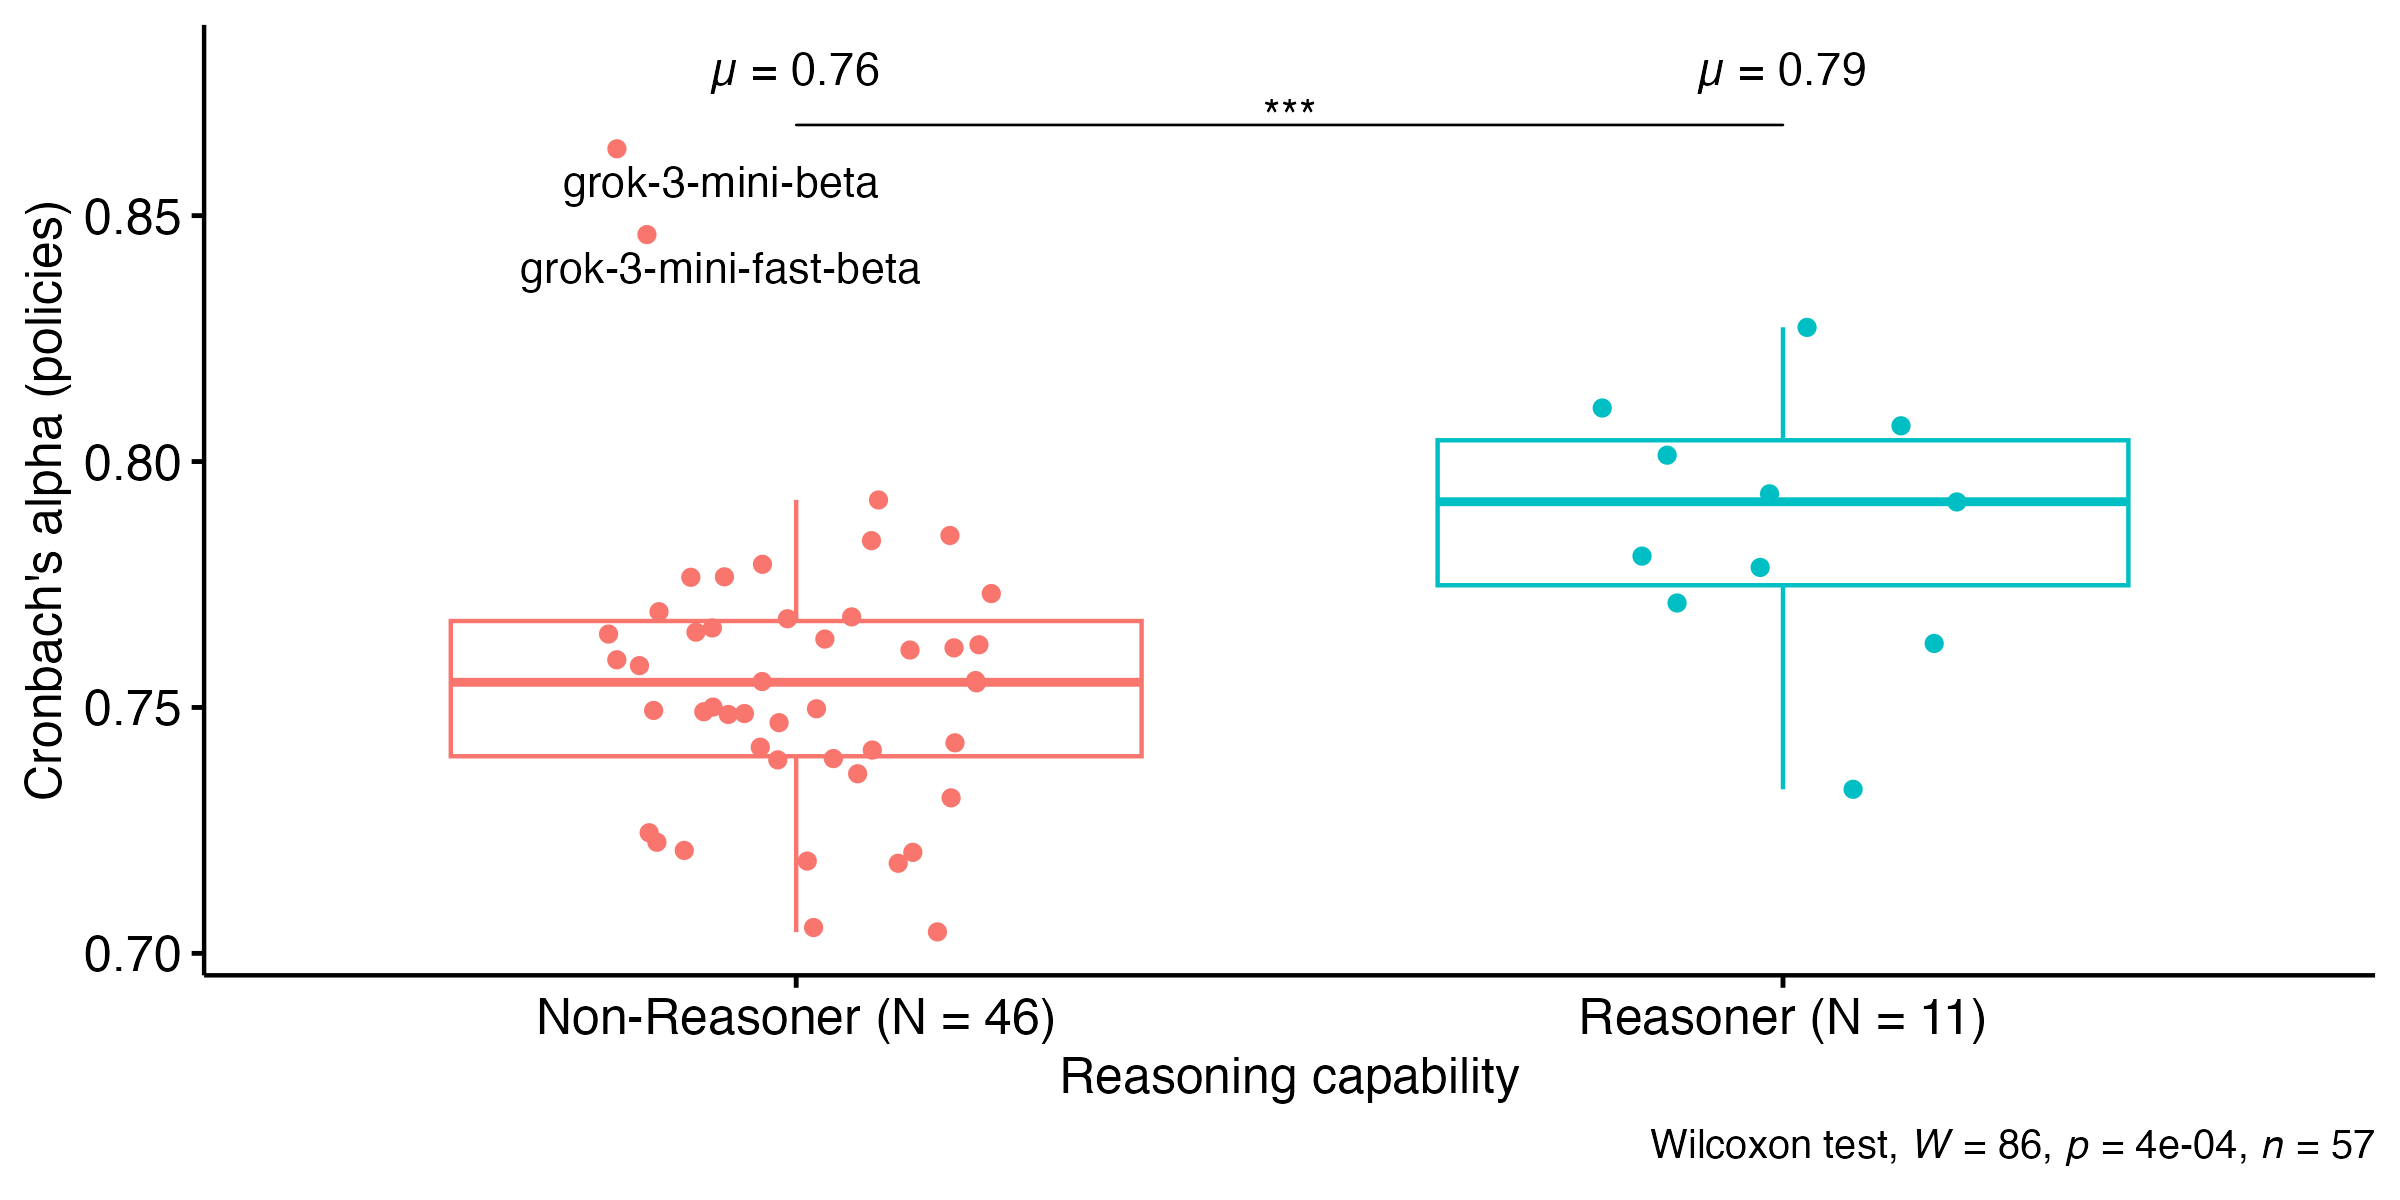 μ = 0.76
μ = 0.79
***
grok-3-mini-beta
grok-3-mini-fast-beta
Cronbach's alpha (policies)
0.85
0.80
0.75
0.70
Non-Reasoner (N = 46)
Reasoner (N = 11)
Reasoning capability
Wilcoxon test, W = 86, p = 4e-04, n = 57